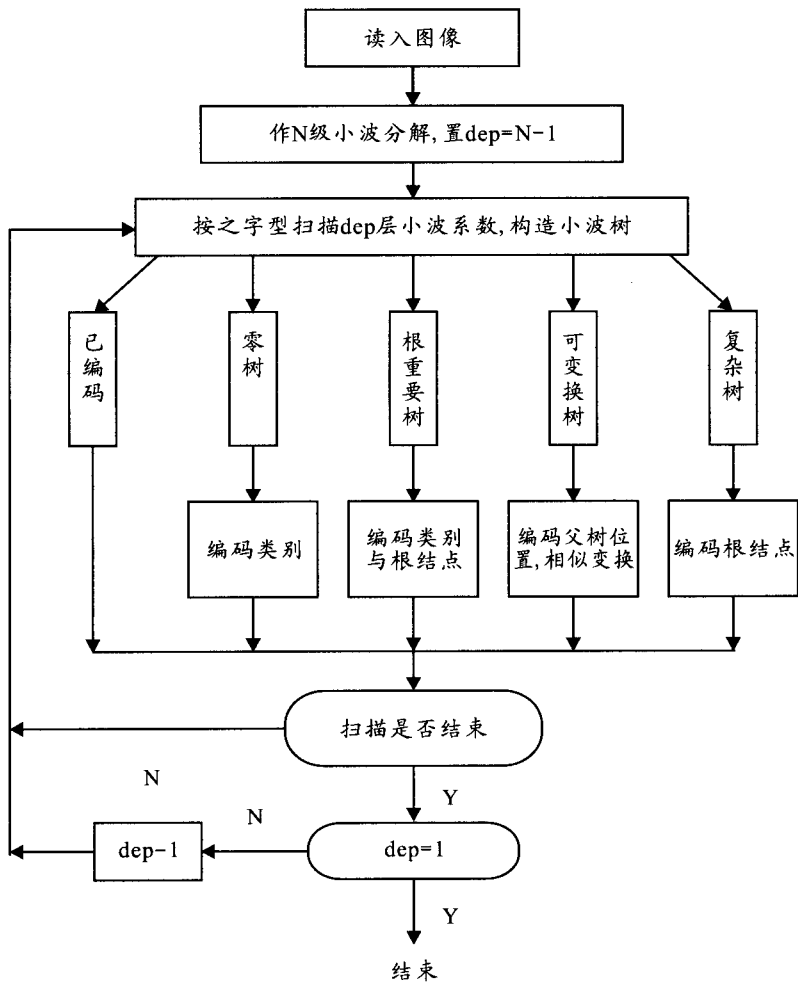 读入图像
作N级小波分解,置dep=N-1
按之字型扫描dep层小波系数,构造小波树
已编码
零树
根重要树
可变换树
复杂树
编码类别
编码类别
与根结点
编码父树位
置,相似变换
编码根结点
扫描是否结束
N
Y
N
dep-1
dep=1
Y
结束